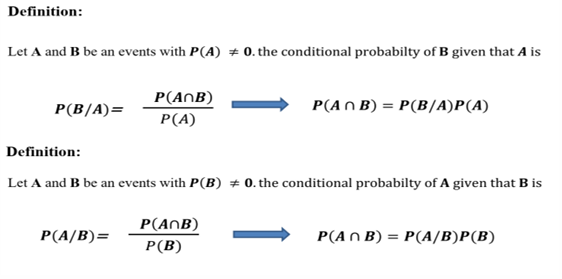 Definition:
Let A and B be an events with P(A) ≠ 0. the conditional probabilty of B given that A is
P(B/A)= P(A∩B) / P(A) ➡ P(A ∩ B) = P(B/A)P(A)
Definition:
Let A and B be an events with P(B) ≠ 0. the conditional probabilty of A given that B is
P(A/B)= P(A∩B) / P(B) ➡ P(A ∩ B) = P(A/B)P(B)